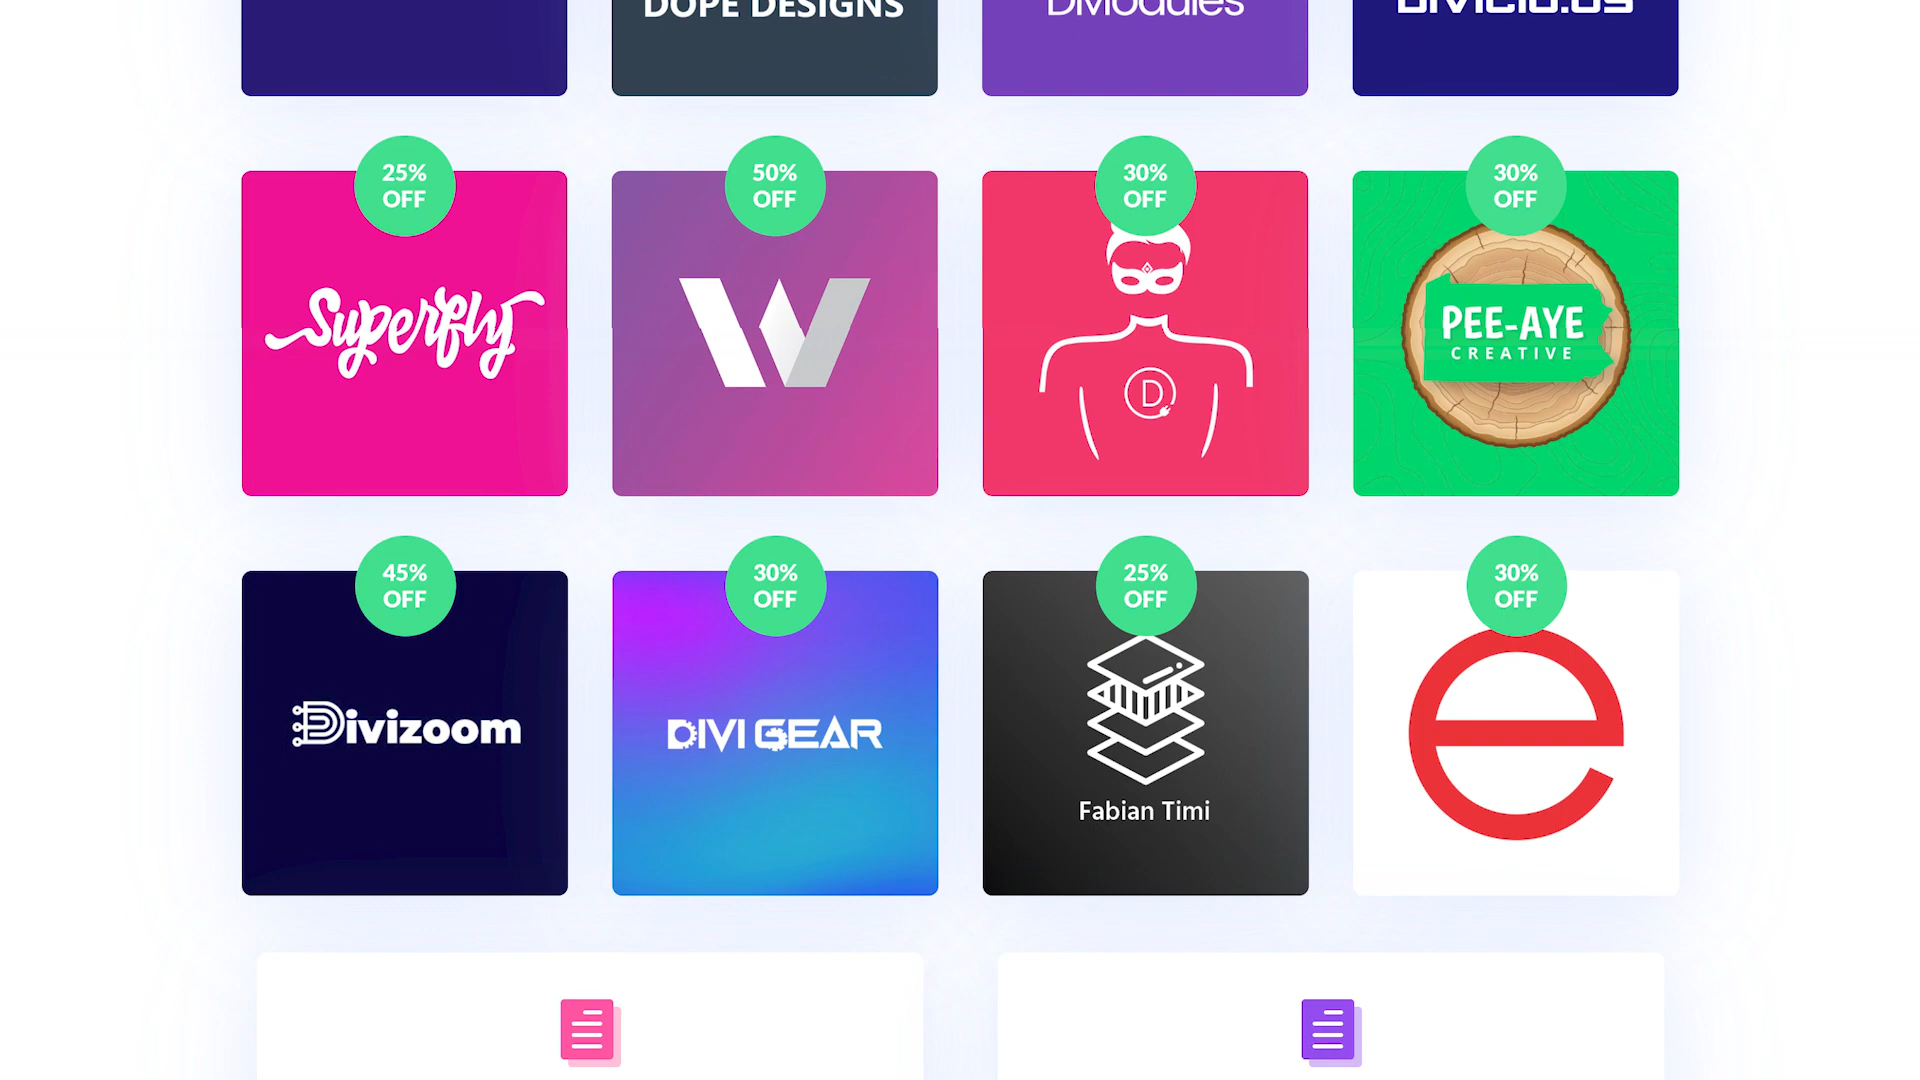 DOPE DESIGNS
DiModules
25%
OFF
50%
OFF
30%
OFF
30%
OFF
Superfly
W
D
PEE-AYE
CREATIVE
45%
OFF
30%
OFF
25%
OFF
30%
OFF
Divizoom
DIVI GEAR
Fabian Timi
e